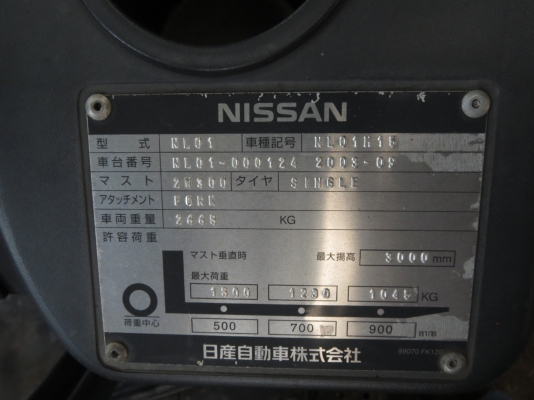 NISSAN
型式 NL01 車種記号 NL01H15
車台番号 NL01-000124 2003-09
マスト 2W300 タイヤ SINGLE
アタッチメント FORK
車両重量 2665 KG
許容荷重
マスト垂直時 最大揚高 3000 mm
最大荷重
1500 1230 1045 KG
荷重中心 500 700 900 m/m
日産自動車株式会社